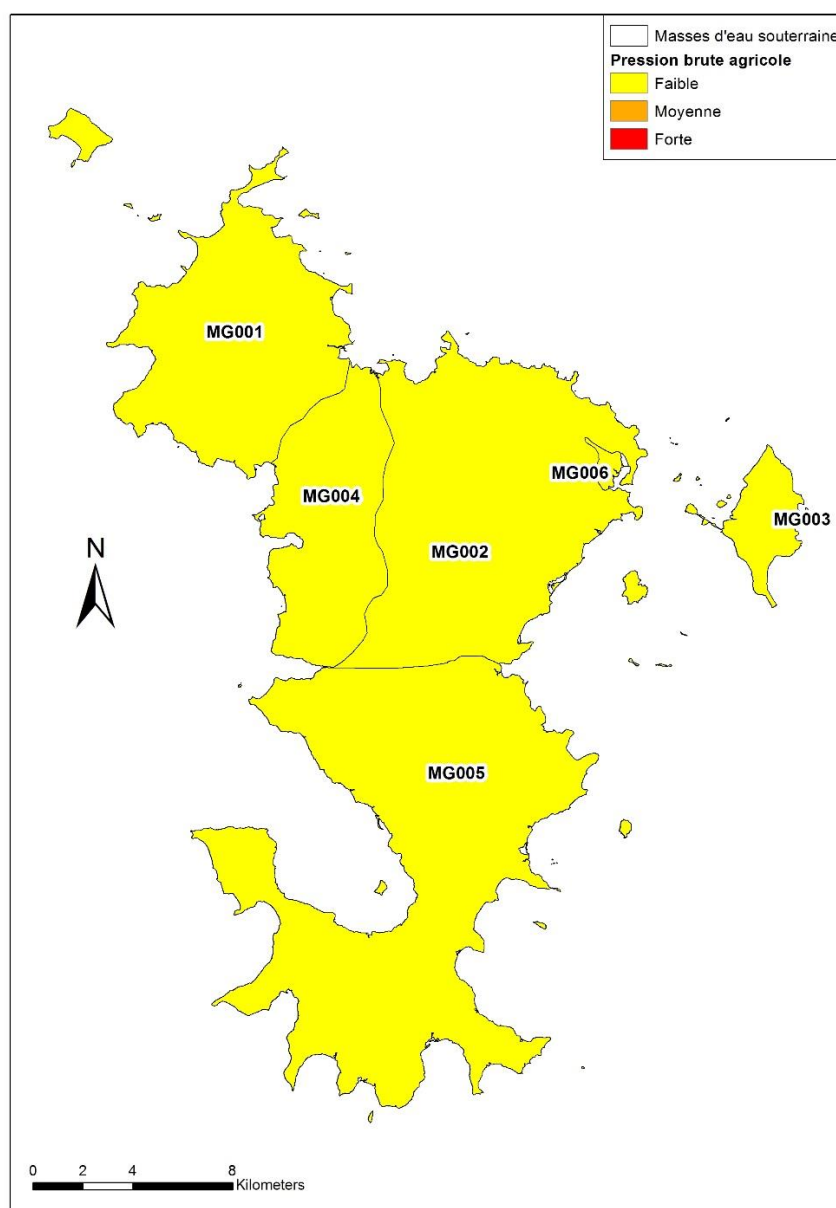 Masses d'eau souterraine
Pression brute agricole
Faible
Moyenne
Forte
MG001
MG004
MG006
MG003
MG002
N
MG005
0 2 4 8
Kilometers